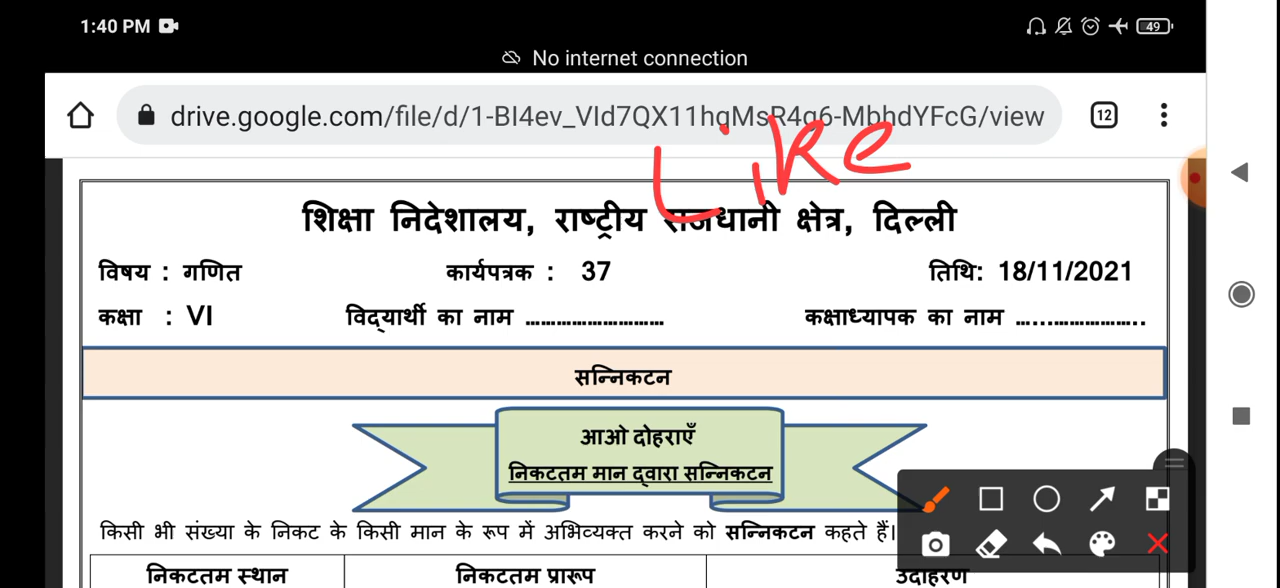 1:40 PM
49
No internet connection
drive.google.com/file/d/1-BI4ev_VId7QX11hqMsR4g6-MbhdYFcG/view
12
Like
शिक्षा निदेशालय, राष्ट्रीय राजधानी क्षेत्र, दिल्ली
विषय : गणित कार्यपत्रक : 37 तिथि: 18/11/2021
कक्षा : VI विद्यार्थी का नाम ........................... कक्षाध्यापक का नाम ........................
सन्निकटन
आओ दोहराएँ
निकटतम मान द्वारा सन्निकटन
किसी भी संख्या के निकट के किसी मान के रूप में अभिव्यक्त करने को सन्निकटन कहते हैं।
निकटतम स्थान निकटतम प्रारूप उदाहरण